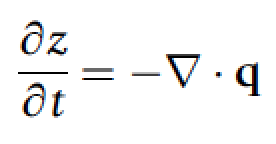 ∂z/∂t = −∇ · q